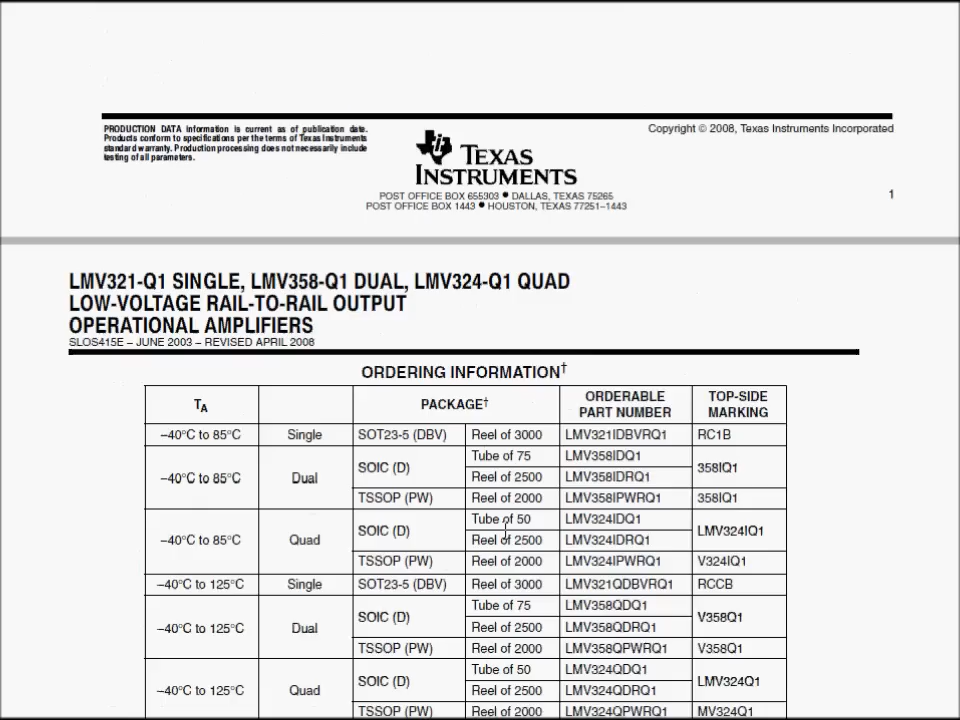 PRODUCTION DATA information is current as of publication date.
Products conform to specifications per the terms of Texas Instruments
standard warranty. Production processing does not necessarily include
testing of all parameters.
Copyright © 2008, Texas Instruments Incorporated
TEXAS
INSTRUMENTS
POST OFFICE BOX 655303 ● DALLAS, TEXAS 75265
POST OFFICE BOX 1443 ● HOUSTON, TEXAS 77251–1443
1
LMV321-Q1 SINGLE, LMV358-Q1 DUAL, LMV324-Q1 QUAD
LOW-VOLTAGE RAIL-TO-RAIL OUTPUT
OPERATIONAL AMPLIFIERS
SLOS415E – JUNE 2003 – REVISED APRIL 2008
ORDERING INFORMATION†
TA PACKAGE† ORDERABLE PART NUMBER TOP-SIDE MARKING
–40°C to 85°C Single SOT23-5 (DBV) Reel of 3000 LMV321IDBVRQ1 RC1B
–40°C to 85°C Dual SOIC (D) Tube of 75 LMV358IDQ1 358IQ1
Reel of 2500 LMV358IDRQ1
TSSOP (PW) Reel of 2000 LMV358IPWRQ1 358IQ1
–40°C to 85°C Quad SOIC (D) Tube of 50 LMV324IDQ1 LMV324IQ1
Reel of 2500 LMV324IDRQ1
TSSOP (PW) Reel of 2000 LMV324IPWRQ1 V324IQ1
–40°C to 125°C Single SOT23-5 (DBV) Reel of 3000 LMV321QDBVRQ1 RCCB
–40°C to 125°C Dual SOIC (D) Tube of 75 LMV358QDQ1 V358Q1
Reel of 2500 LMV358QDRQ1
TSSOP (PW) Reel of 2000 LMV358QPWRQ1 V358Q1
–40°C to 125°C Quad SOIC (D) Tube of 50 LMV324QDQ1 LMV324Q1
Reel of 2500 LMV324QDRQ1
TSSOP (PW) Reel of 2000 LMV324QPWRQ1 MV324Q1